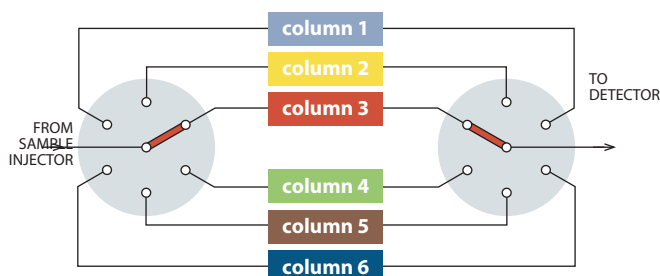 column 1
column 2
column 3
FROM
SAMPLE
INJECTOR
TO
DETECTOR
column 4
column 5
column 6